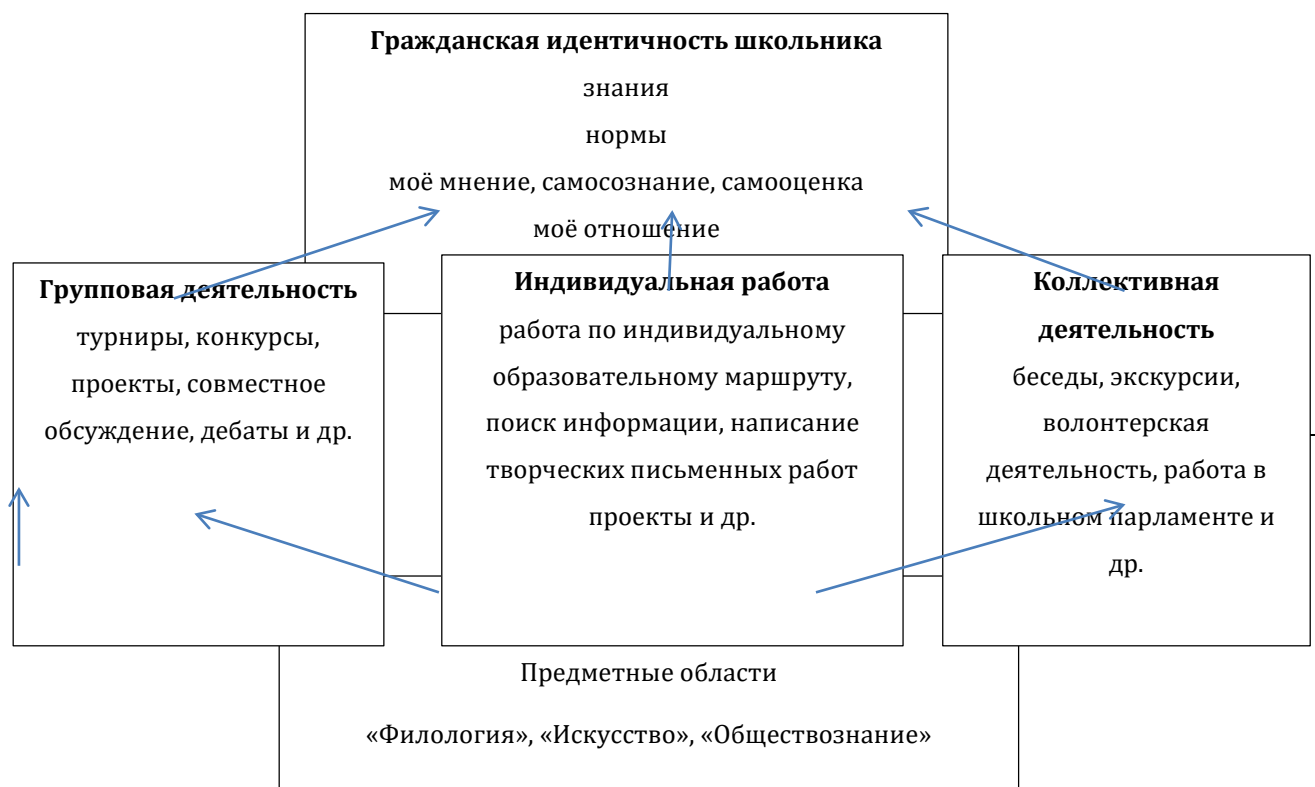 Гражданская идентичность школьника
знания
нормы
моё мнение, самосознание, самооценка
моё отношение
Групповая деятельность
турниры, конкурсы,
проекты, совместное
обсуждение, дебаты и др.
Индивидуальная работа
работа по индивидуальному
образовательному маршруту,
поиск информации, написание
творческих письменных работ
проекты и др.
Коллективная
деятельность
беседы, экскурсии,
волонтерская
деятельность, работа в
школьном парламенте и
др.
Предметные области
«Филология», «Искусство», «Обществознание»